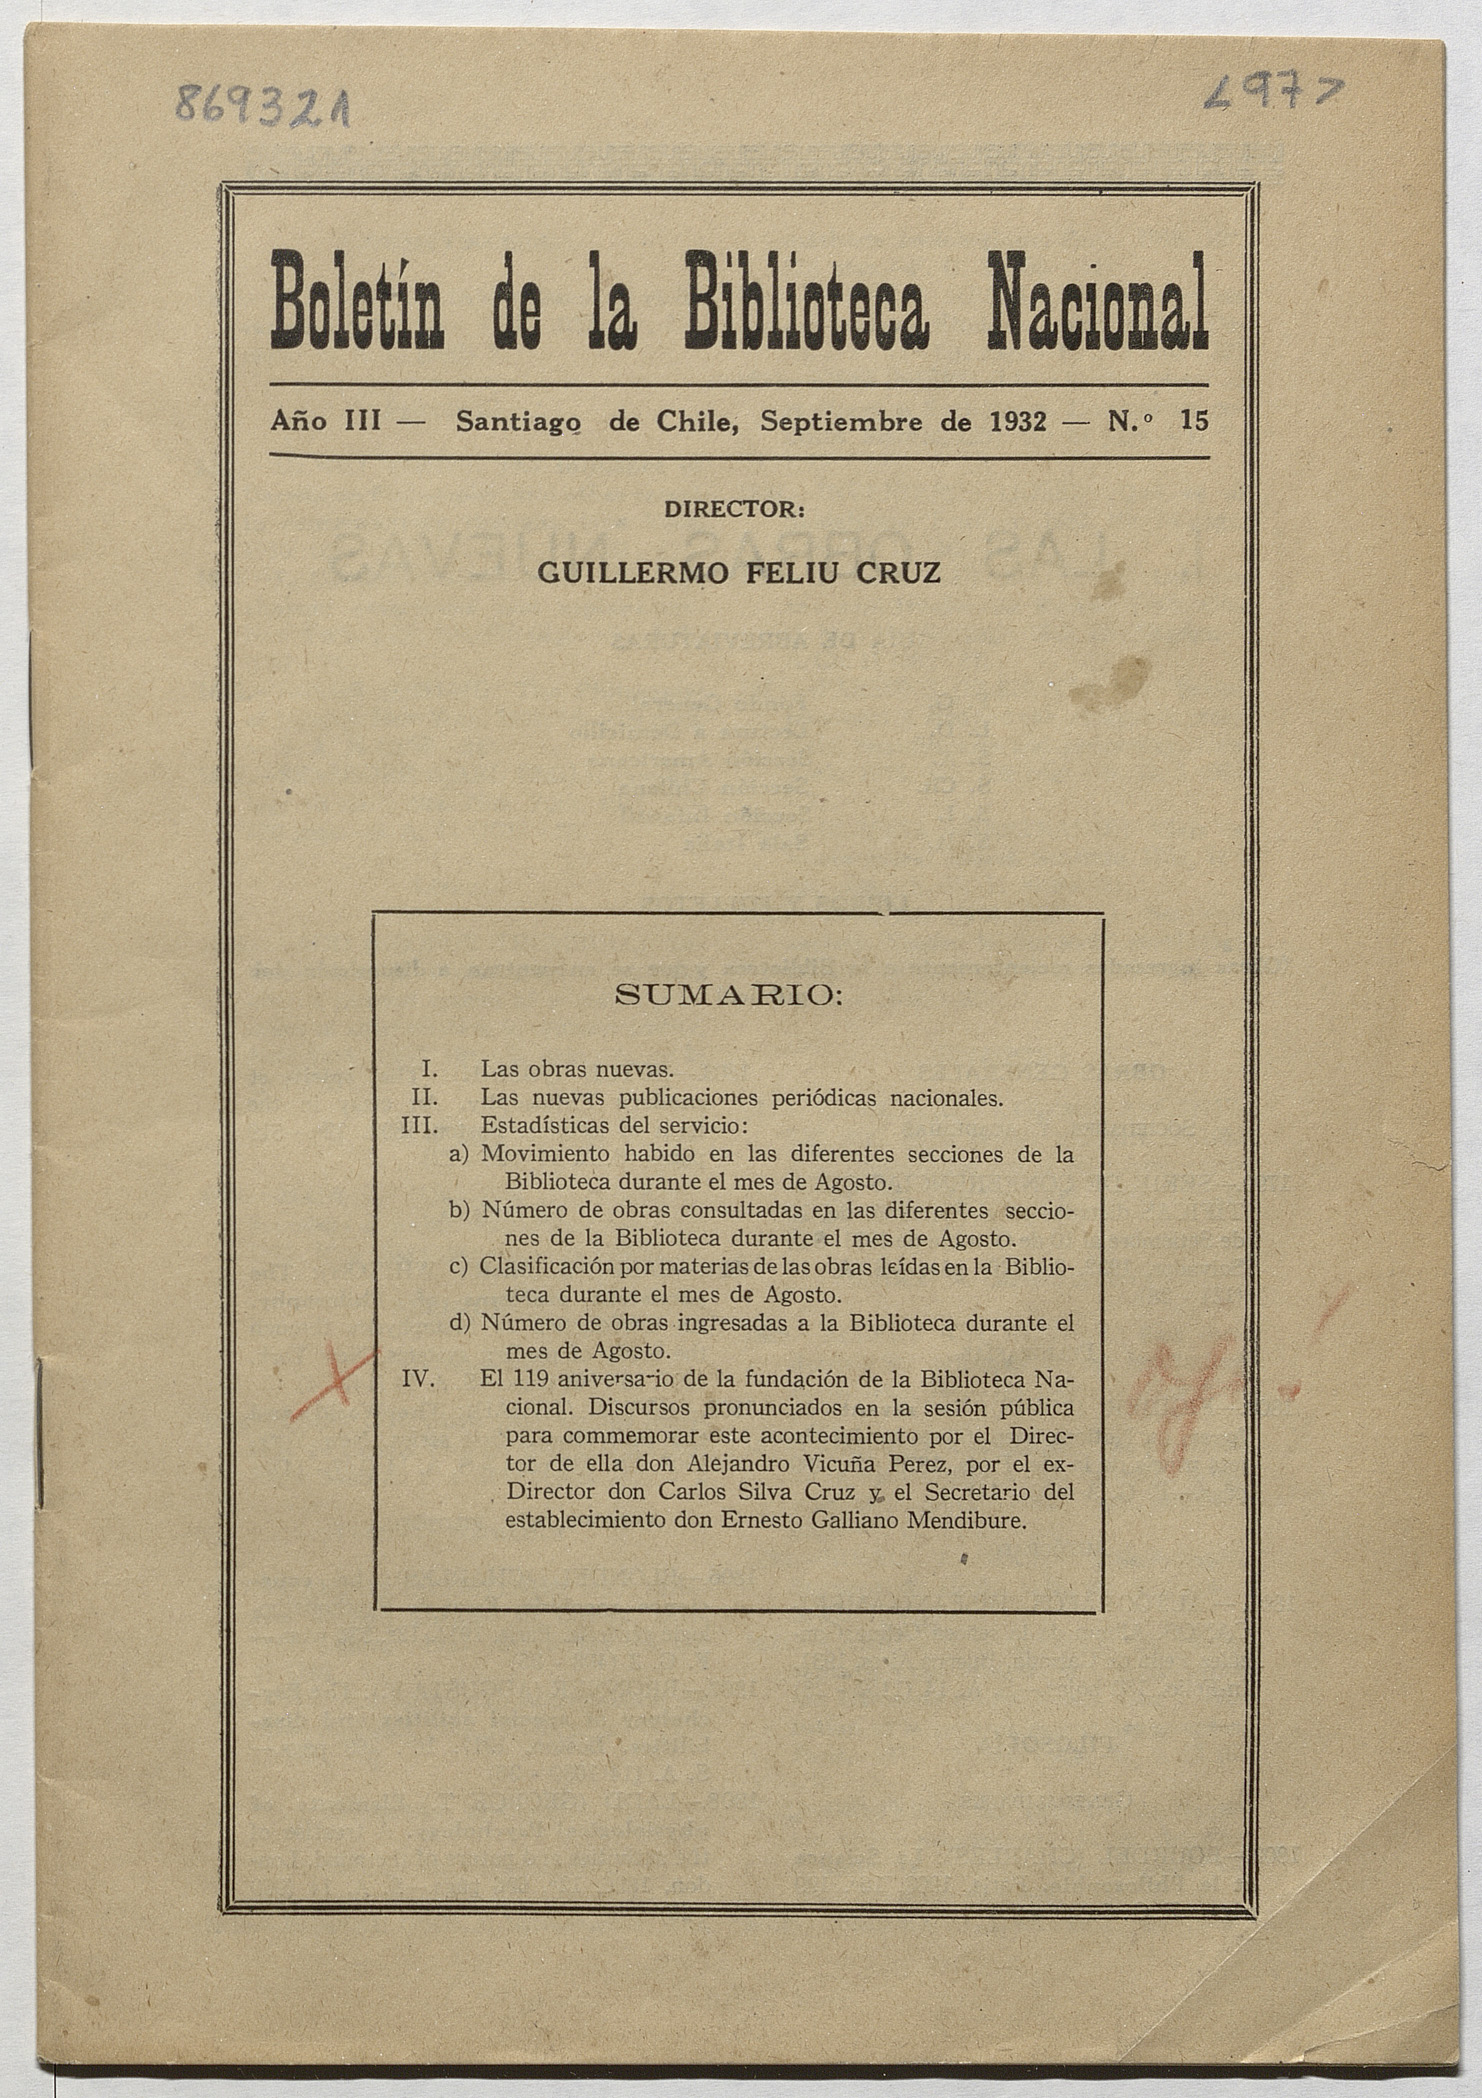 869321
<97>
Boletín de la Biblioteca Nacional
Año III — Santiago de Chile, Septiembre de 1932 — N.º 15
DIRECTOR:
GUILLERMO FELIU CRUZ
SUMARIO:
I. Las obras nuevas.
II. Las nuevas publicaciones periódicas nacionales.
III. Estadísticas del servicio:
a) Movimiento habido en las diferentes secciones de la
Biblioteca durante el mes de Agosto.
b) Número de obras consultadas en las diferentes seccio-
nes de la Biblioteca durante el mes de Agosto.
c) Clasificación por materias de las obras leídas en la Biblio-
teca durante el mes de Agosto.
d) Número de obras ingresadas a la Biblioteca durante el
mes de Agosto.
IV. El 119 aniversario de la fundación de la Biblioteca Na-
cional. Discursos pronunciados en la sesión pública
para commemorar este acontecimiento por el Direc-
tor de ella don Alejandro Vicuña Perez, por el ex-
Director don Carlos Silva Cruz y el Secretario del
establecimiento don Ernesto Galliano Mendibure.